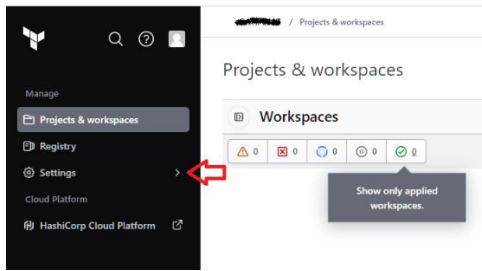 / Projects & workspaces
Projects & workspaces
Manage
Projects & workspaces
Registry
Settings
Cloud Platform
HashiCorp Cloud Platform
Workspaces
0 0 0 0 0
Show only applied
workspaces.